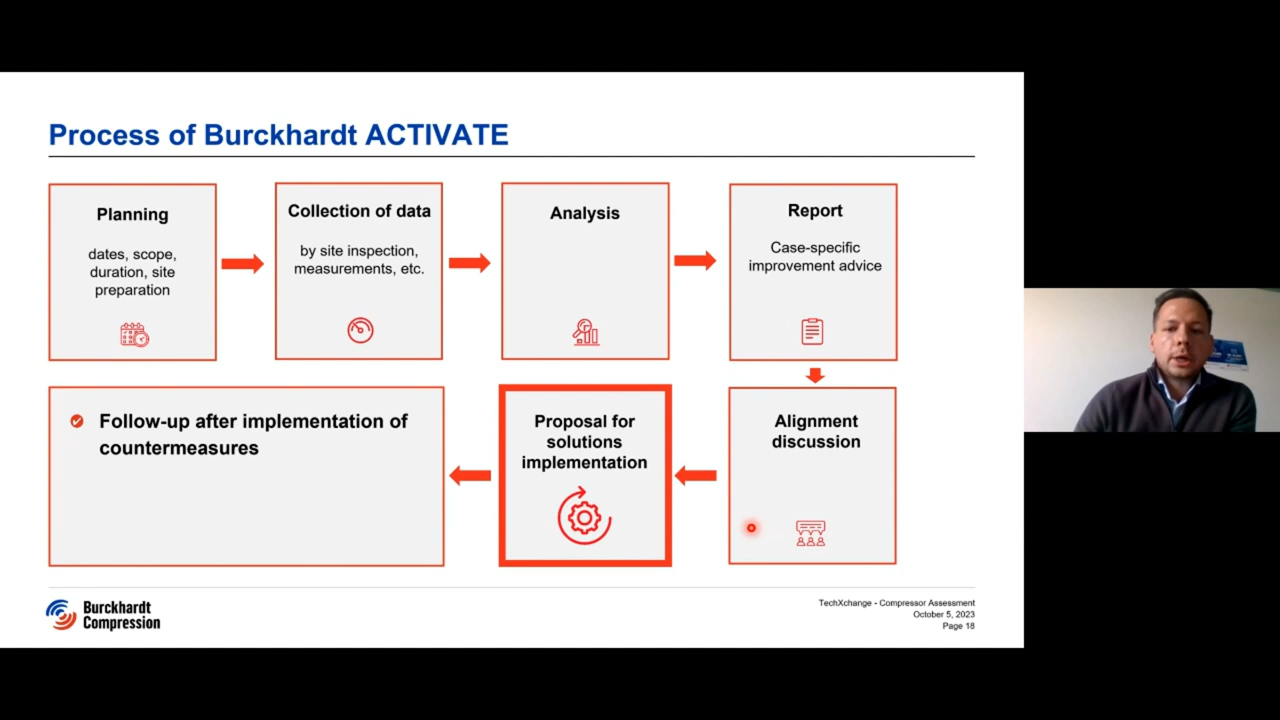 Process of Burckhardt ACTIVATE
Planning
dates, scope,
duration, site
preparation
Collection of data
by site inspection,
measurements, etc.
Analysis
Report
Case-specific
improvement advice
Follow-up after implementation of
countermeasures
Proposal for
solutions
implementation
Alignment
discussion
Burckhardt
Compression
TechXchange - Compressor Assessment
October 5, 2023
Page 18